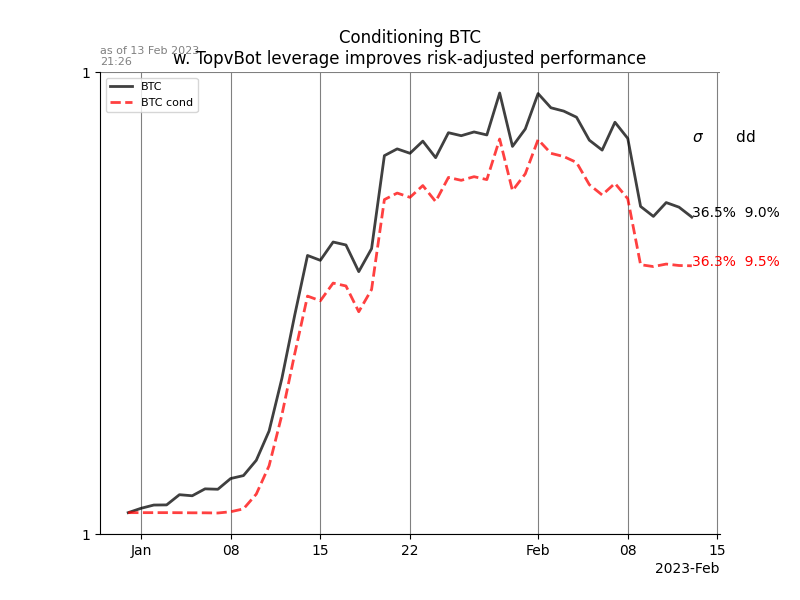 Conditioning BTC
w. TopvBot leverage improves risk-adjusted performance
as of 13 Feb 2023
21:26
1
BTC
BTC cond
σ dd
36.5% 9.0%
36.3% 9.5%
1
Jan 08 15 22 Feb 08 15
2023-Feb